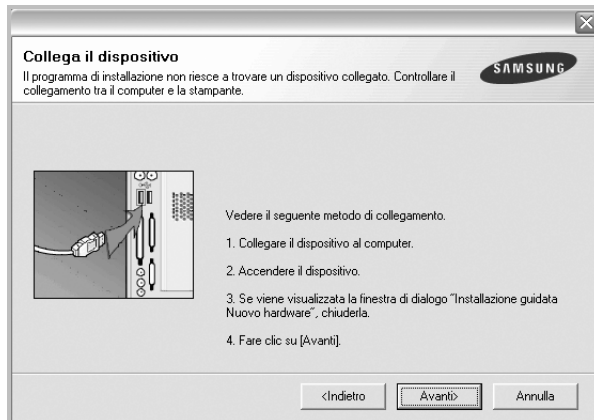 Collega il dispositivo
Il programma di installazione non riesce a trovare un dispositivo collegato. Controllare il
collegamento tra il computer e la stampante.
SAMSUNG
Vedere il seguente metodo di collegamento.
1. Collegare il dispositivo al computer.
2. Accendere il dispositivo.
3. Se viene visualizzata la finestra di dialogo "Installazione guidata
Nuovo hardware", chiuderla.
4. Fare clic su [Avanti].
<Indietro
Avanti>
Annulla